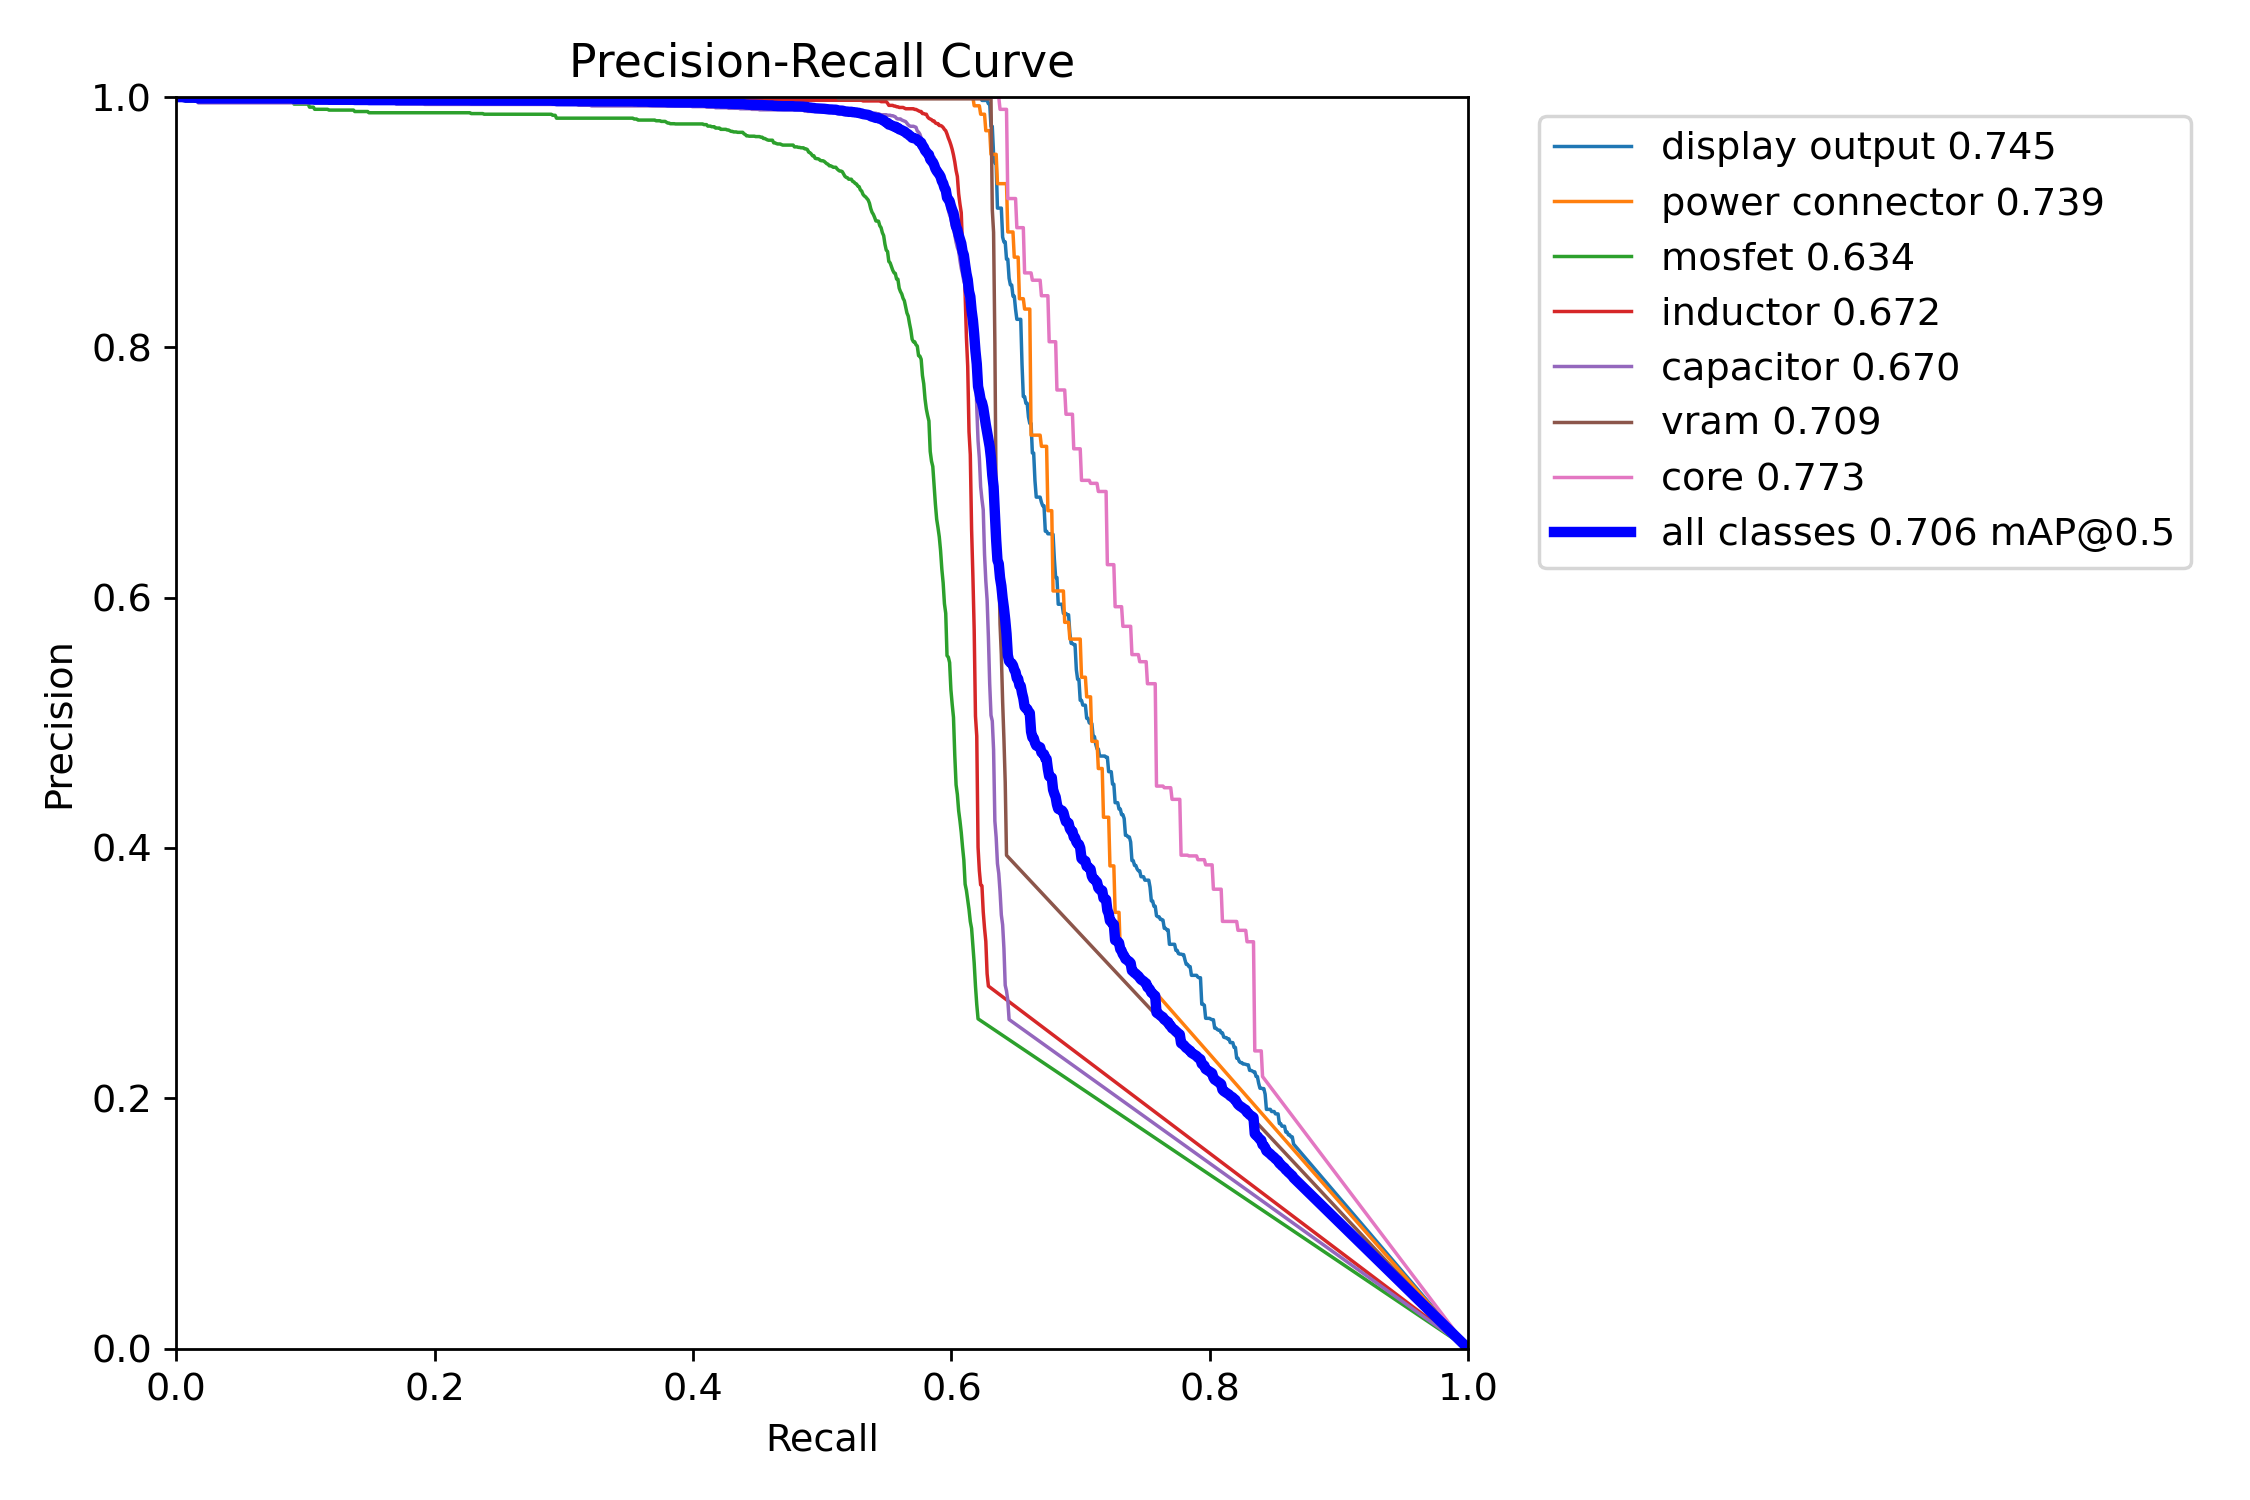 Precision-Recall Curve
1.0
0.8
0.6
0.4
0.2
0.0
Precision
0.0 0.2 0.4 0.6 0.8 1.0
Recall
display output 0.745
power connector 0.739
mosfet 0.634
inductor 0.672
capacitor 0.670
vram 0.709
core 0.773
all classes 0.706 mAP@0.5